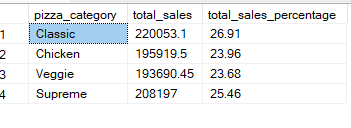 pizza_category total_sales total_sales_percentage
1 Classic 220053.1 26.91
2 Chicken 195919.5 23.96
3 Veggie 193690.45 23.68
4 Supreme 208197 25.46